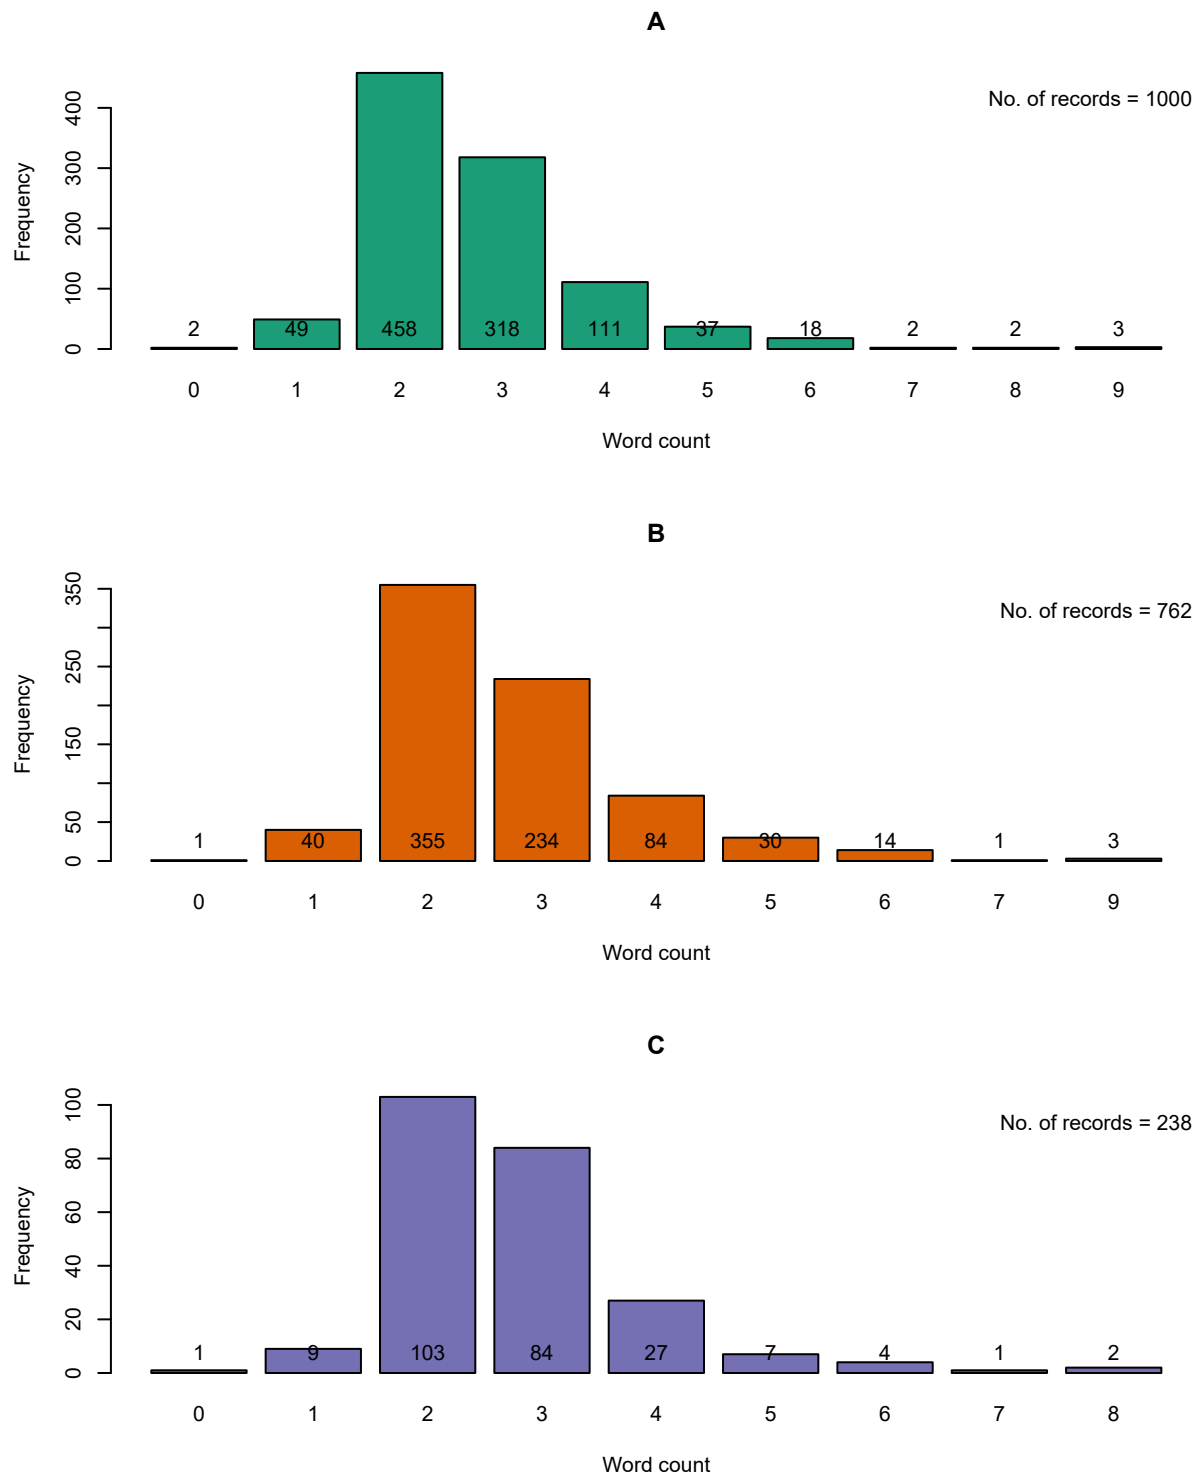 A
No. of records = 1000
Frequency
400
300
200
100
0
2 49 458 318 111 37 18 2 2 3
0 1 2 3 4 5 6 7 8 9
Word count
B
No. of records = 762
Frequency
350
250
150
50
0
1 40 355 234 84 30 14 1 3
0 1 2 3 4 5 6 7 9
Word count
C
No. of records = 238
Frequency
100
80
60
40
20
0
1 9 103 84 27 7 4 1 2
0 1 2 3 4 5 6 7 8
Word count